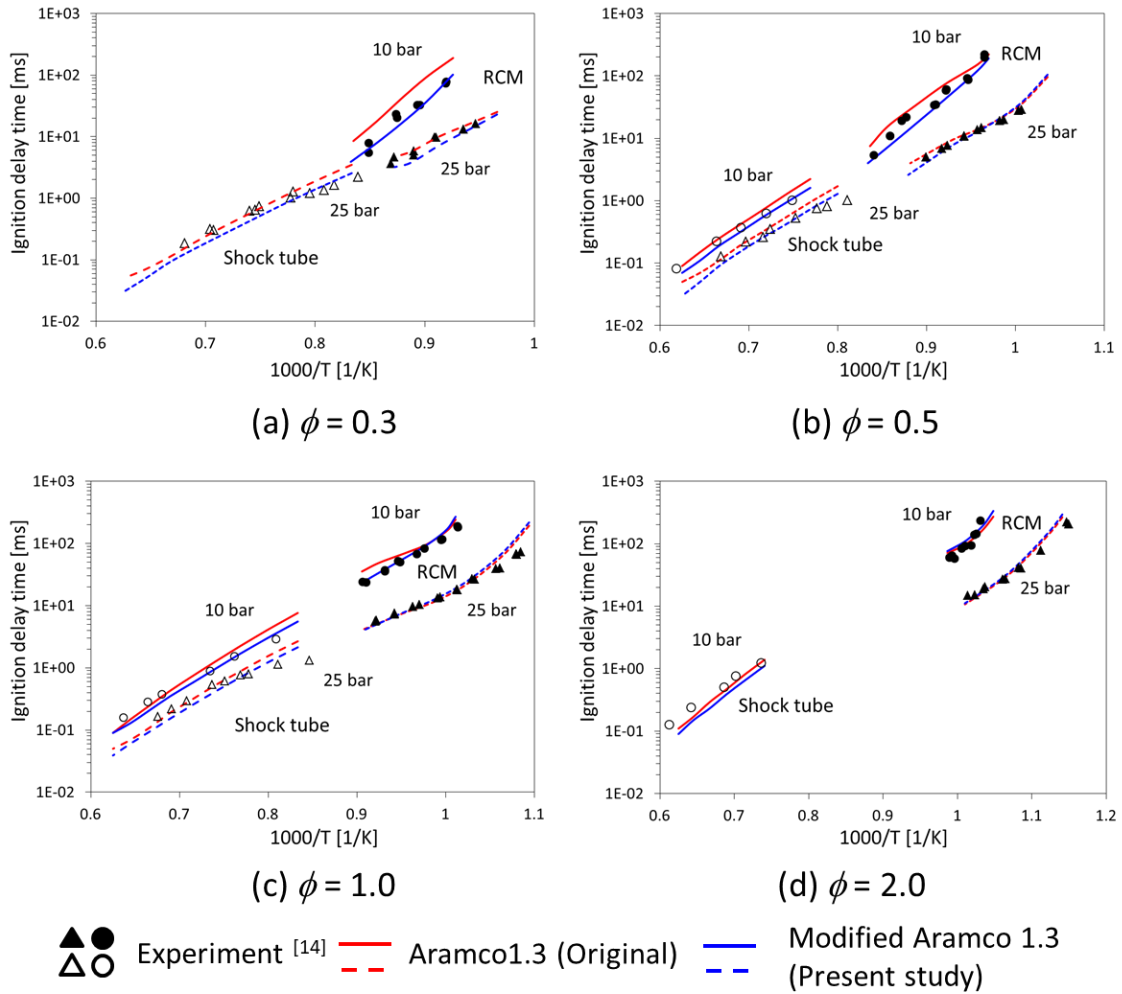 Ignition delay time [ms]
1E+03
1E+02
1E+01
1E+00
1E-01
1E-02
10 bar
RCM
25 bar
25 bar
Shock tube
0.6
0.7
0.8
0.9
1
1000/T [1/K]
(a) ϕ = 0.3
Ignition delay time [ms]
1E+03
1E+02
1E+01
1E+00
1E-01
1E-02
10 bar
RCM
25 bar
10 bar
25 bar
Shock tube
0.6
0.7
0.8
0.9
1
1.1
1000/T [1/K]
(b) ϕ = 0.5
Ignition delay time [ms]
1E+03
1E+02
1E+01
1E+00
1E-01
1E-02
10 bar
RCM
25 bar
10 bar
25 bar
Shock tube
0.6
0.7
0.8
0.9
1
1.1
1000/T [1/K]
(c) ϕ = 1.0
Ignition delay time [ms]
1E+03
1E+02
1E+01
1E+00
1E-01
1E-02
10 bar
RCM
25 bar
10 bar
Shock tube
0.6
0.7
0.8
0.9
1
1.1
1.2
1000/T [1/K]
(d) ϕ = 2.0
Experiment [14]
Aramco1.3 (Original)
Modified Aramco 1.3
(Present study)